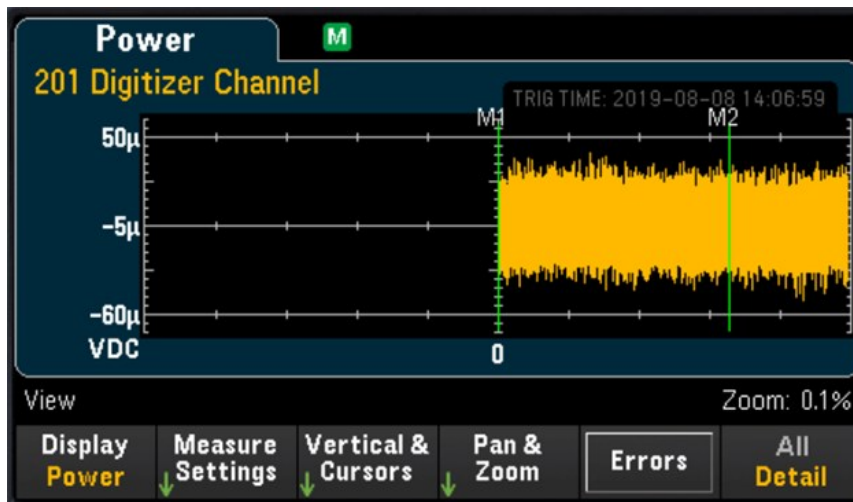 Power
M
201 Digitizer Channel
TRIG TIME: 2019-08-08 14:06:59
M1
M2
50µ
-5µ
-60µ
VDC
0
View
Zoom: 0.1%
Display
Power
Measure
Settings
Vertical &
Cursors
Pan &
Zoom
Errors
All
Detail